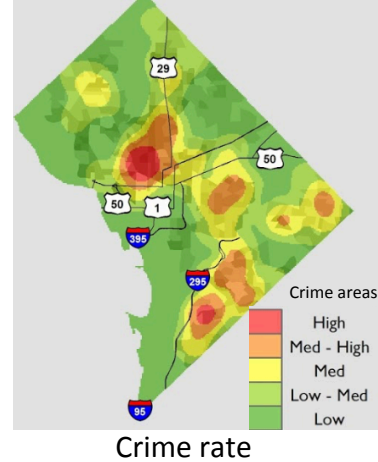 29
50
50
1
395
295
95
Crime areas
High
Med - High
Med
Low - Med
Low
Crime rate